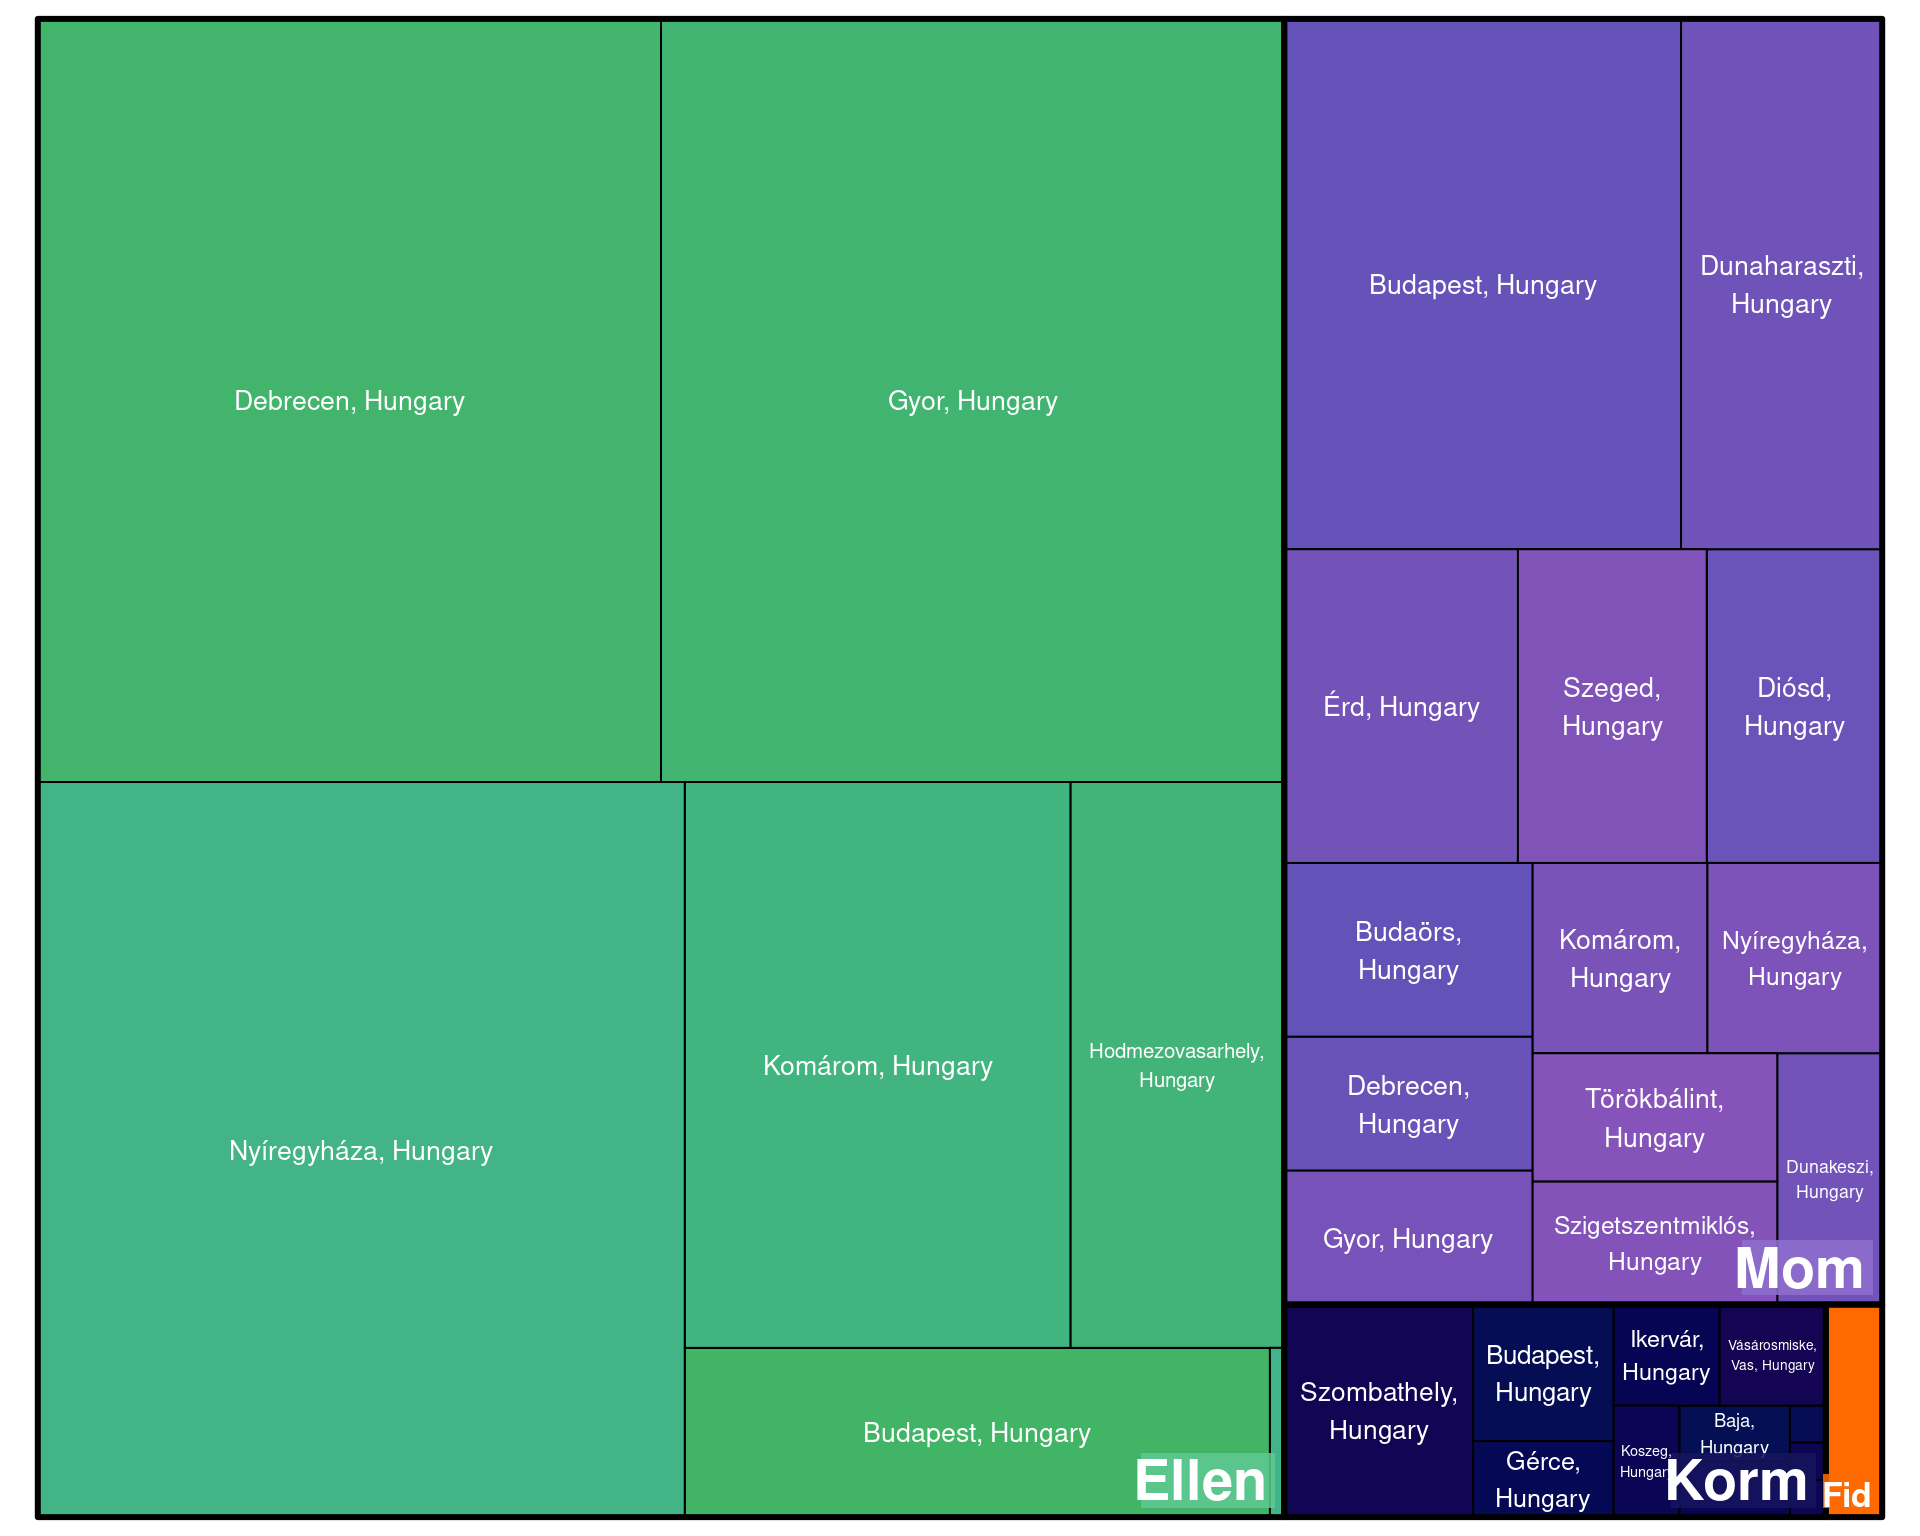 Debrecen, Hungary
Gyor, Hungary
Nyíregyháza, Hungary
Komárom, Hungary
Hodmezovasarhely,
Hungary
Budapest, Hungary
Ellen
Budapest, Hungary
Dunaharaszti,
Hungary
Érd, Hungary
Szeged,
Hungary
Diósd,
Hungary
Budaörs,
Hungary
Komárom,
Hungary
Nyíregyháza,
Hungary
Debrecen,
Hungary
Törökbálint,
Hungary
Dunakeszi,
Hungary
Gyor, Hungary
Szigetszentmiklós,
Hungary
Mom
Szombathely,
Hungary
Budapest,
Hungary
Gérce,
Hungary
Ikervár,
Hungary
Vásárosmiske,
Vas, Hungary
Koszeg,
Hungary
Baja,
Hungary
Korm
Fid